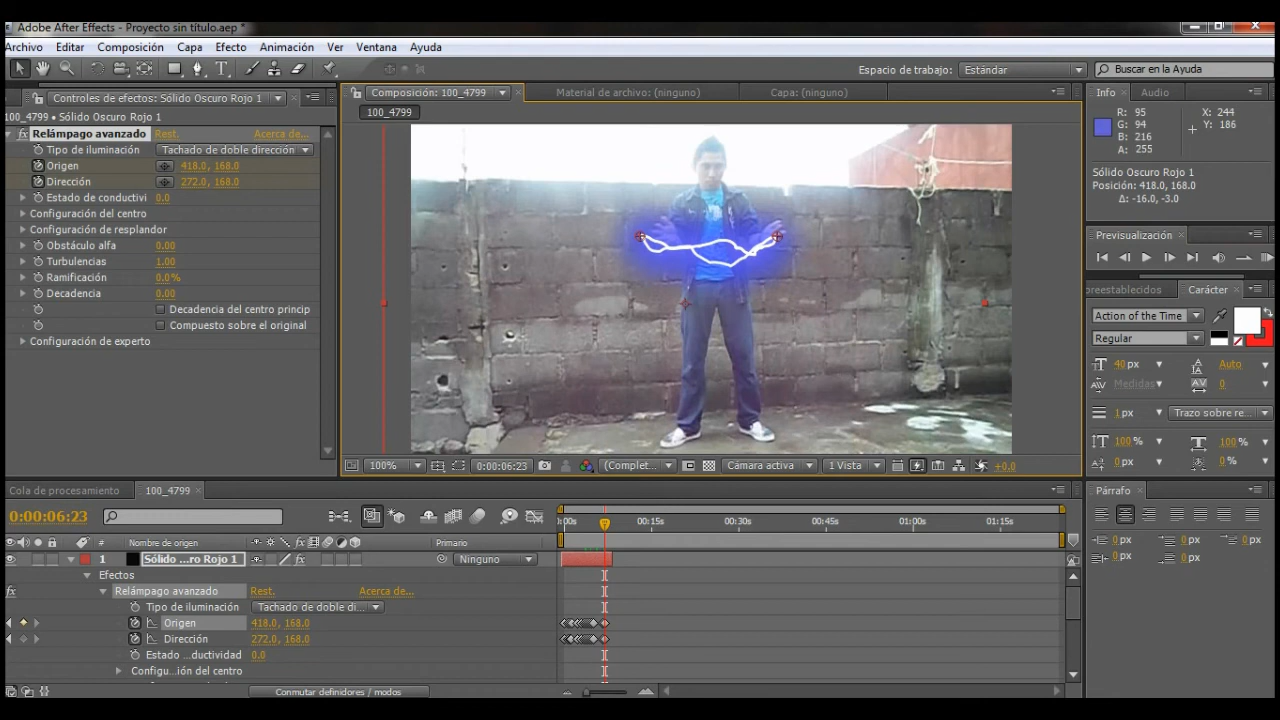 Adobe After Effects - Proyecto sin título.aep *
Archivo Editar Composición Capa Efecto Animación Ver Ventana Ayuda
Espacio de trabajo: Estándar Buscar en la Ayuda
Controles de efectos: Sólido Oscuro Rojo 1
Composición: 100_4799 Material de archivo: (ninguno) Capa: (ninguno)
Info Audio
100_4799 • Sólido Oscuro Rojo 1
100_4799
R: 95 X: 244
G: 94 Y: 186
B: 216
A: 255
Relámpago avanzado Rest. Acerca de...
Tipo de iluminación Tachado de doble dirección
Origen 418.0, 168.0
Dirección 272.0, 168.0
Estado de conductivi 0.0
Configuración del centro
Configuración de resplandor
Obstáculo alfa 0.00
Turbulencias 1.00
Ramificación 0.0%
Decadencia 0.00
Decadencia del centro princip
Compuesto sobre el original
Configuración de experto
Sólido Oscuro Rojo 1
Posición: 418.0, 168.0
Δ: -16.0, -3.0
Previsualización
preestablecidos Carácter
Action of the Time
Regular
40 px Auto
Medidas 0
1 px Trazo sobre re...
100 % 100 %
0 px 0 %
100% 0:00:06:23 (Complet... Cámara activa 1 Vista +0.0
Cola de procesamiento 100_4799
Párrafo
0 px 0 px 0 px
0 px 0 px
0:00:06:23
:00s 00:15s 00:30s 00:45s 01:00s 01:15s
# Nombre de origen fx Primario
1 Sólido ...ro Rojo 1 fx Ninguno
Efectos
fx Relámpago avanzado Rest. Acerca de...
Tipo de iluminación Tachado de doble di...
Origen 418.0, 168.0
Dirección 272.0, 168.0
Estado ...ductividad 0.0
Configu...ión del centro
Conmutar definidores / modos